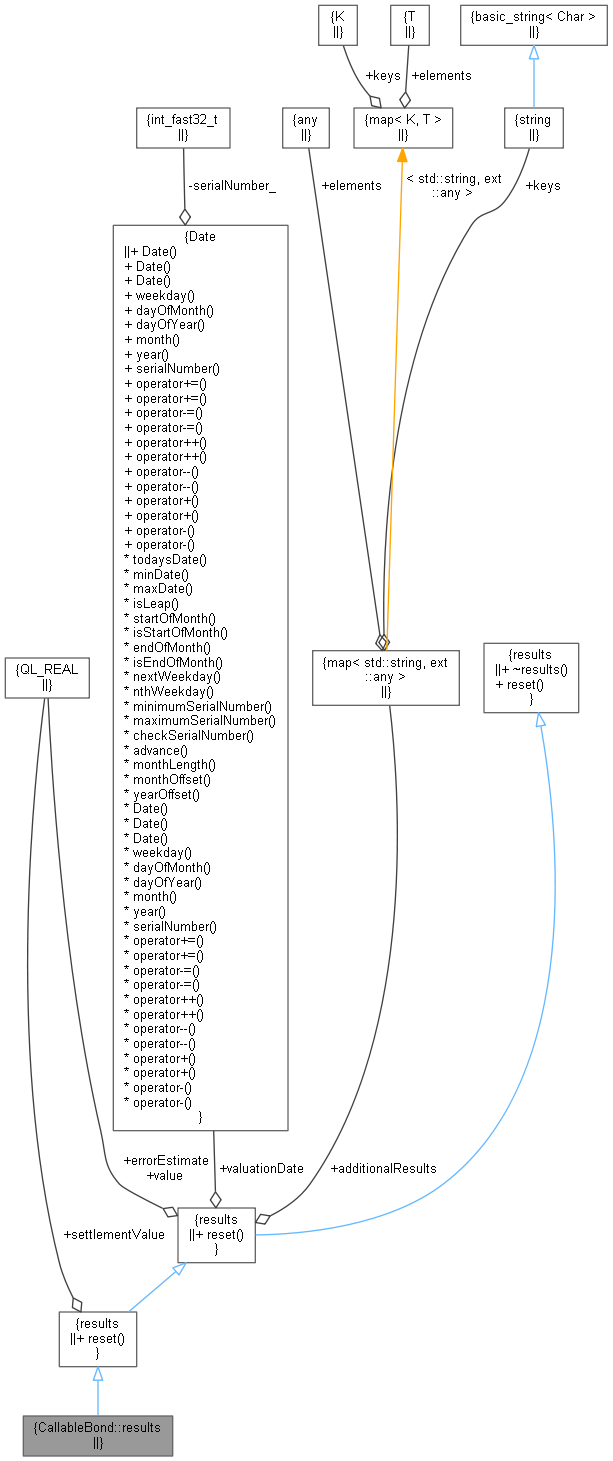 {K
||}
{T
||}
{basic_string< Char >
||}
+keys
+elements
{int_fast32_t
||}
{any
||}
{map< K, T >
||}
{string
||}
-serialNumber_
+elements
< std::string, ext
::any >
+keys
{Date
||+ Date()
+ Date()
+ Date()
+ weekday()
+ dayOfMonth()
+ dayOfYear()
+ month()
+ year()
+ serialNumber()
+ operator+=()
+ operator+=()
+ operator-=()
+ operator-=()
+ operator++()
+ operator++()
+ operator--()
+ operator--()
+ operator+()
+ operator+()
+ operator-()
+ operator-()
* todaysDate()
* minDate()
* maxDate()
* isLeap()
* startOfMonth()
* isStartOfMonth()
* endOfMonth()
* isEndOfMonth()
* nextWeekday()
* nthWeekday()
* minimumSerialNumber()
* maximumSerialNumber()
* checkSerialNumber()
* advance()
* monthLength()
* monthOffset()
* yearOffset()
* Date()
* Date()
* Date()
* weekday()
* dayOfMonth()
* dayOfYear()
* month()
* year()
* serialNumber()
* operator+=()
* operator+=()
* operator-=()
* operator-=()
* operator++()
* operator++()
* operator--()
* operator--()
* operator+()
* operator+()
* operator-()
* operator-()
}
{QL_REAL
||}
{map< std::string, ext
::any >
||}
{results
||+ ~results()
+ reset()
}
+errorEstimate
+value
+valuationDate
+additionalResults
+settlementValue
{results
||+ reset()
}
{results
||+ reset()
}
{CallableBond::results
||}